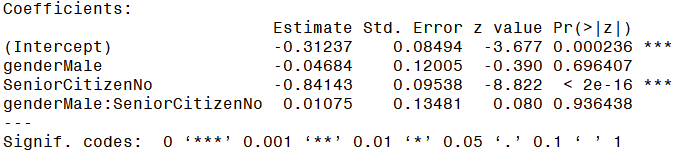 Coefficients:
Estimate Std. Error z value Pr(>|z|)
(Intercept) -0.31237 0.08494 -3.677 0.000236 ***
genderMale -0.04684 0.12005 -0.390 0.696407
SeniorCitizenNo -0.84143 0.09538 -8.822 < 2e-16 ***
genderMale:SeniorCitizenNo 0.01075 0.13481 0.080 0.936438
---
Signif. codes: 0 ‘***’ 0.001 ‘**’ 0.01 ‘*’ 0.05 ‘.’ 0.1 ‘ ’ 1